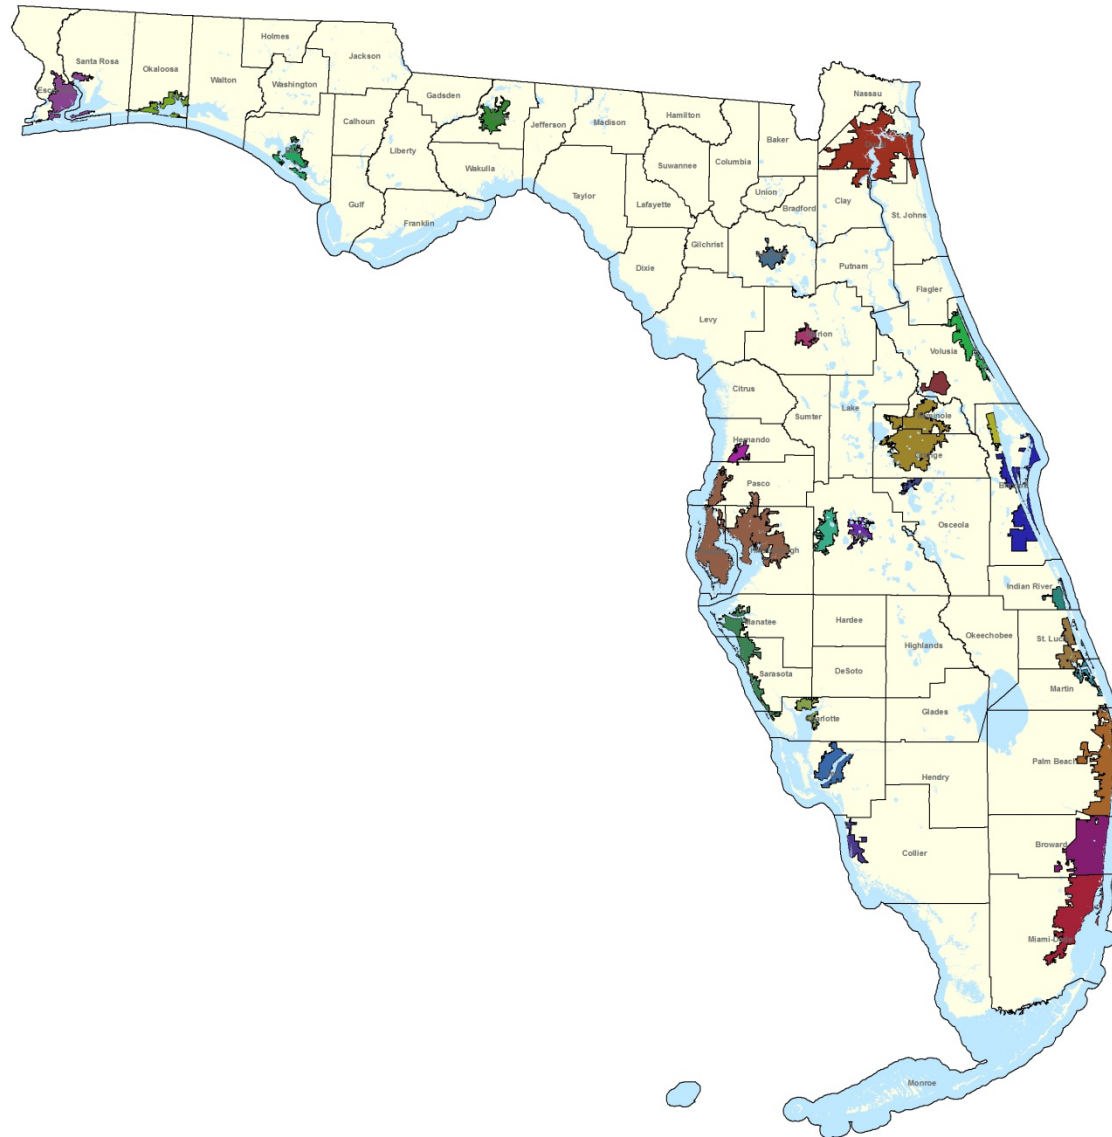 Holmes
Jackson
Santa Rosa
Okaloosa
Walton
Washington
Esc
Gadsden
Nassau
Calhoun
Jefferson
Madison
Hamilton
Baker
Liberty
Wakulla
Suwannee
Columbia
Union
Bradford
Clay
Taylor
Lafayette
Gulf
Franklin
St. Johns
Gilchrist
Dixie
Putnam
Flagler
Levy
rion
Volusia
Citrus
Sumter
Lake
Hernando
Pasco
Osceola
Indian River
Manatee
Hardee
Highlands
Okeechobee
St. Luc
Sarasota
DeSoto
Martin
Glades
Palm Beach
Hendry
Collier
Broward
Miami-D
Monroe